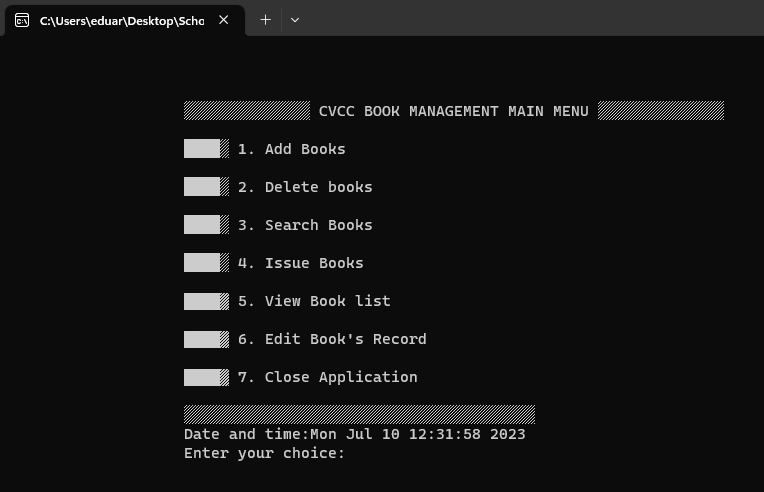 C:\Users\eduar\Desktop\Scho
CVCC BOOK MANAGEMENT MAIN MENU
1. Add Books
2. Delete books
3. Search Books
4. Issue Books
5. View Book list
6. Edit Book's Record
7. Close Application
Date and time:Mon Jul 10 12:31:58 2023
Enter your choice: